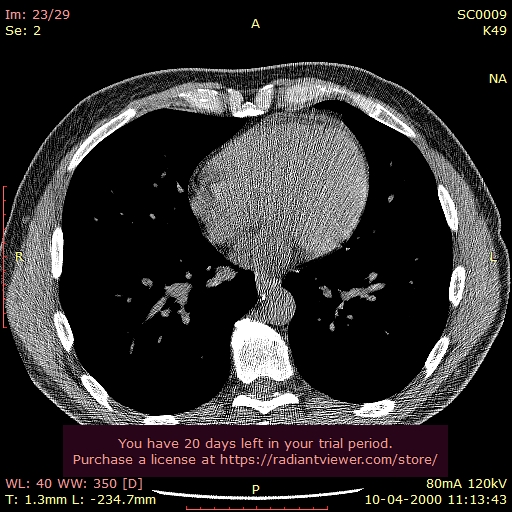 Im: 23/29
Se: 2
A
SC0009
K49
NA
R
L
You have 20 days left in your trial period.
Purchase a license at https://radiantviewer.com/store/
WL: 40 WW: 350 [D]
T: 1.3mm L: -234.7mm
P
80mA 120kV
10-04-2000 11:13:43